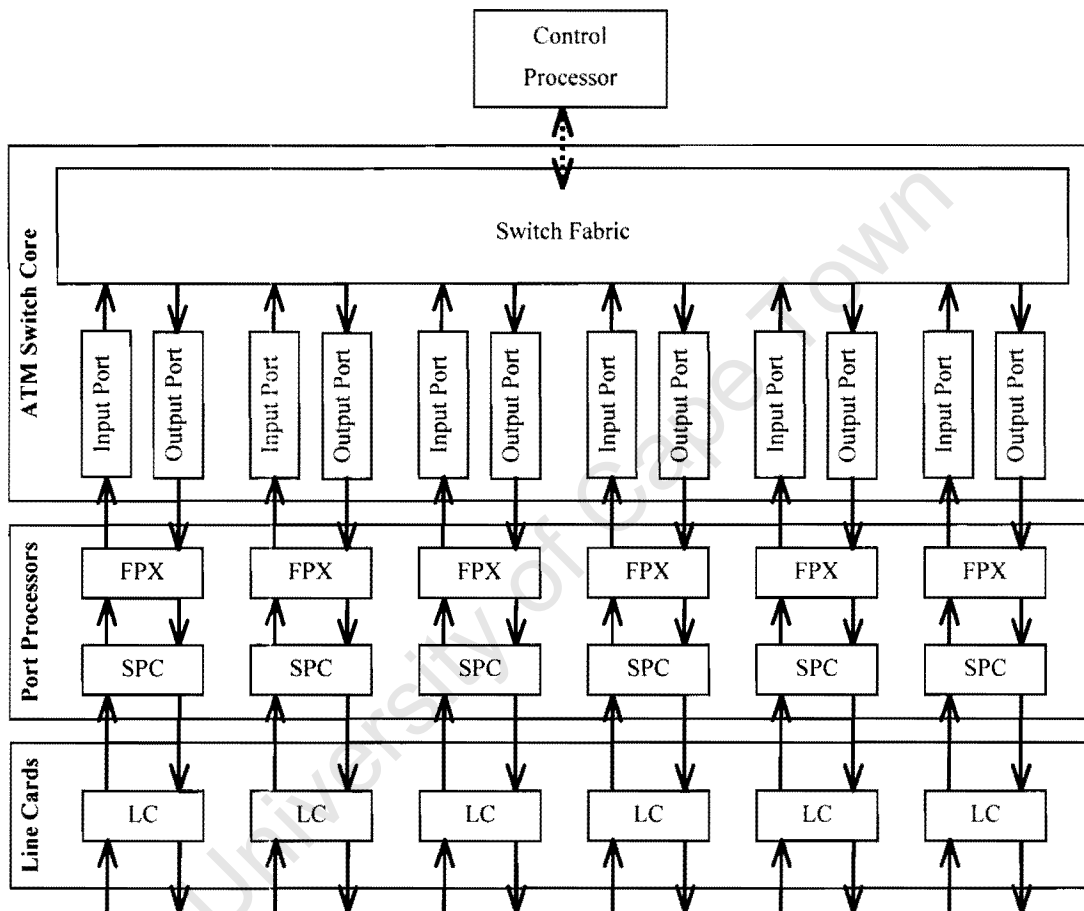 Control
Processor
ATM Switch Core
Switch Fabric
Input Port
Output Port
Input Port
Output Port
Input Port
Output Port
Input Port
Output Port
Input Port
Output Port
Input Port
Output Port
Port Processors
FPX
FPX
FPX
FPX
FPX
FPX
SPC
SPC
SPC
SPC
SPC
SPC
Line Cards
LC
LC
LC
LC
LC
LC
University of Cape Town